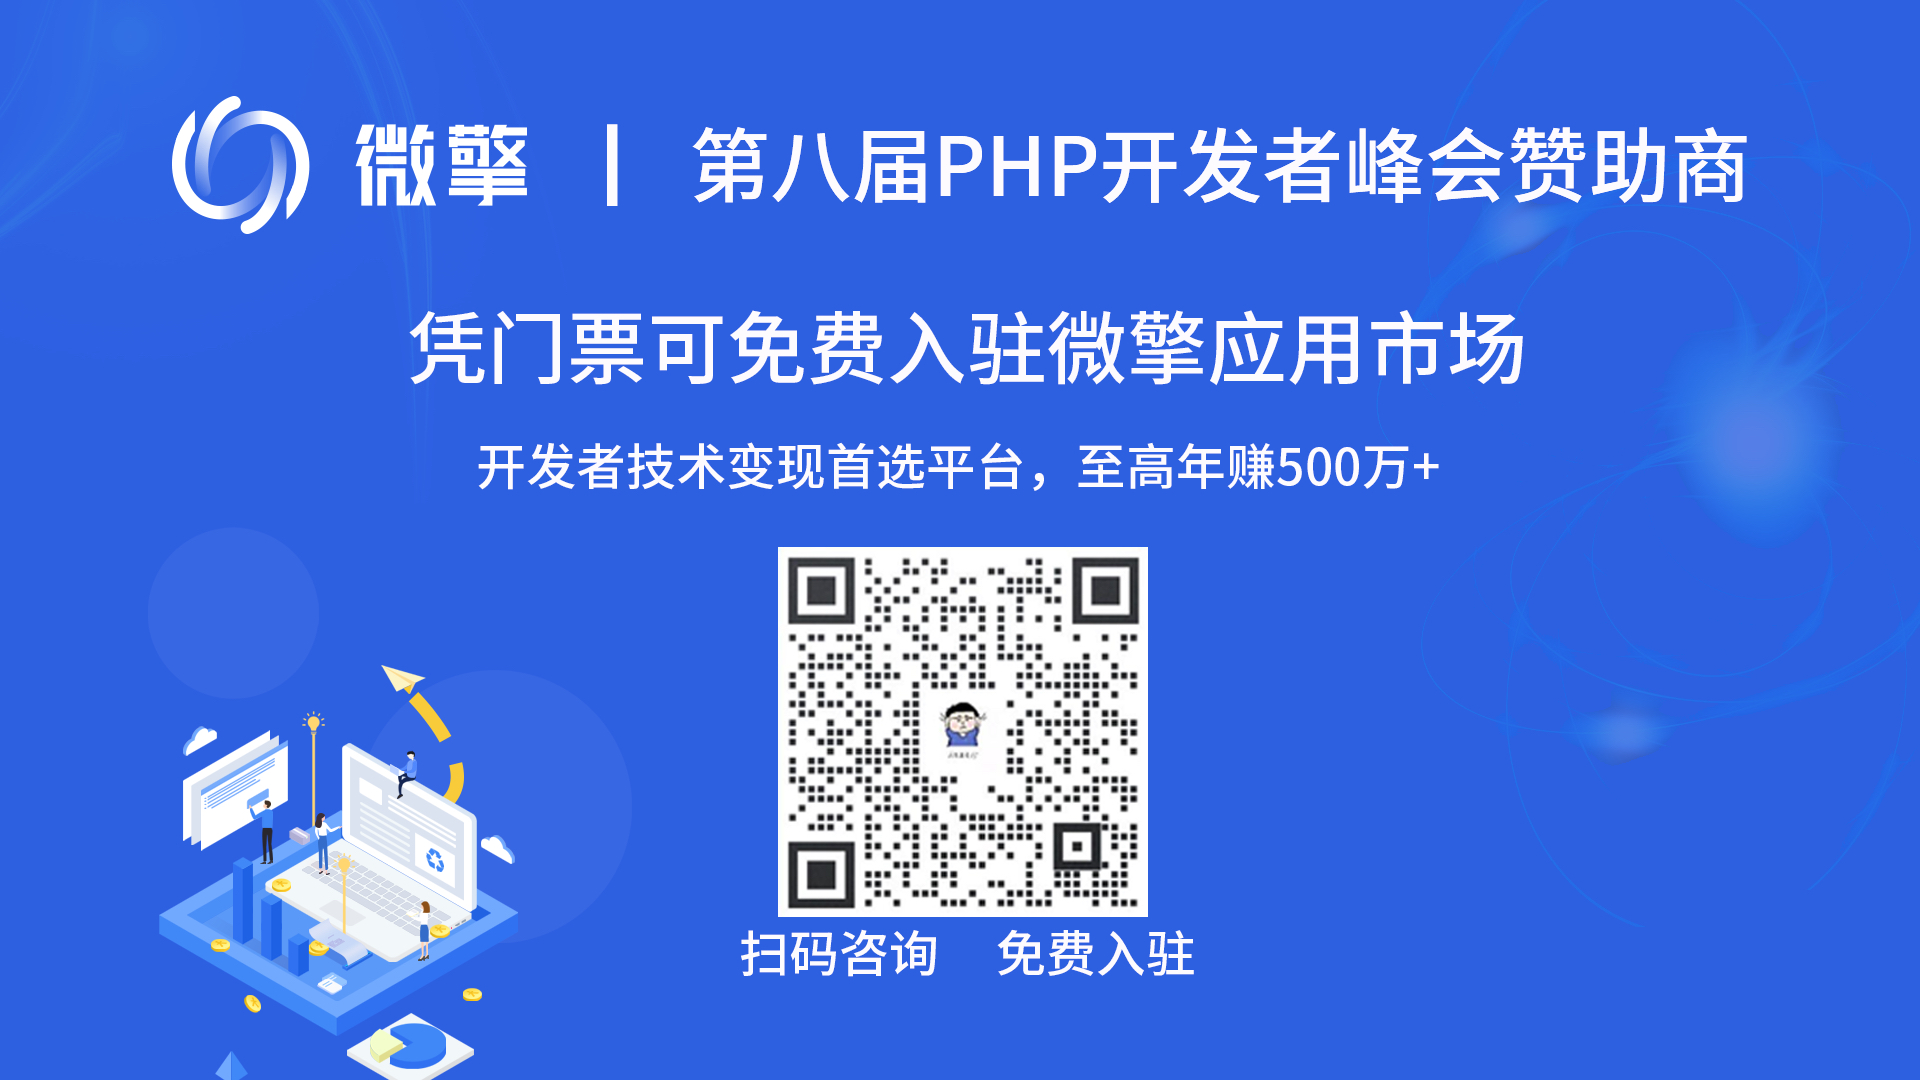 微擎 | 第八届PHP开发者峰会赞助商
凭门票可免费入驻微擎应用市场
开发者技术变现首选平台，至高年赚500万+
扫码咨询 免费入驻